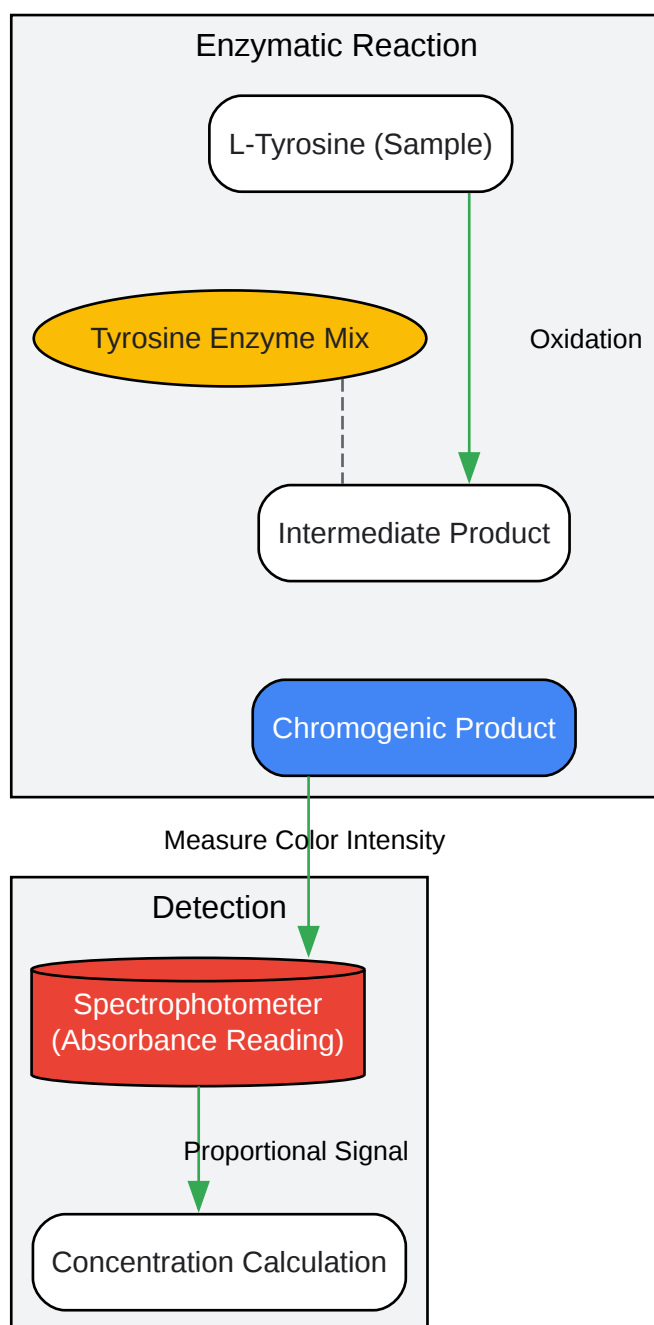 Enzymatic Reaction
L-Tyrosine (Sample)
Tyrosine Enzyme Mix
Oxidation
Intermediate Product
Chromogenic Product
Measure Color Intensity
Detection
Spectrophotometer
(Absorbance Reading)
Proportional Signal
Concentration Calculation